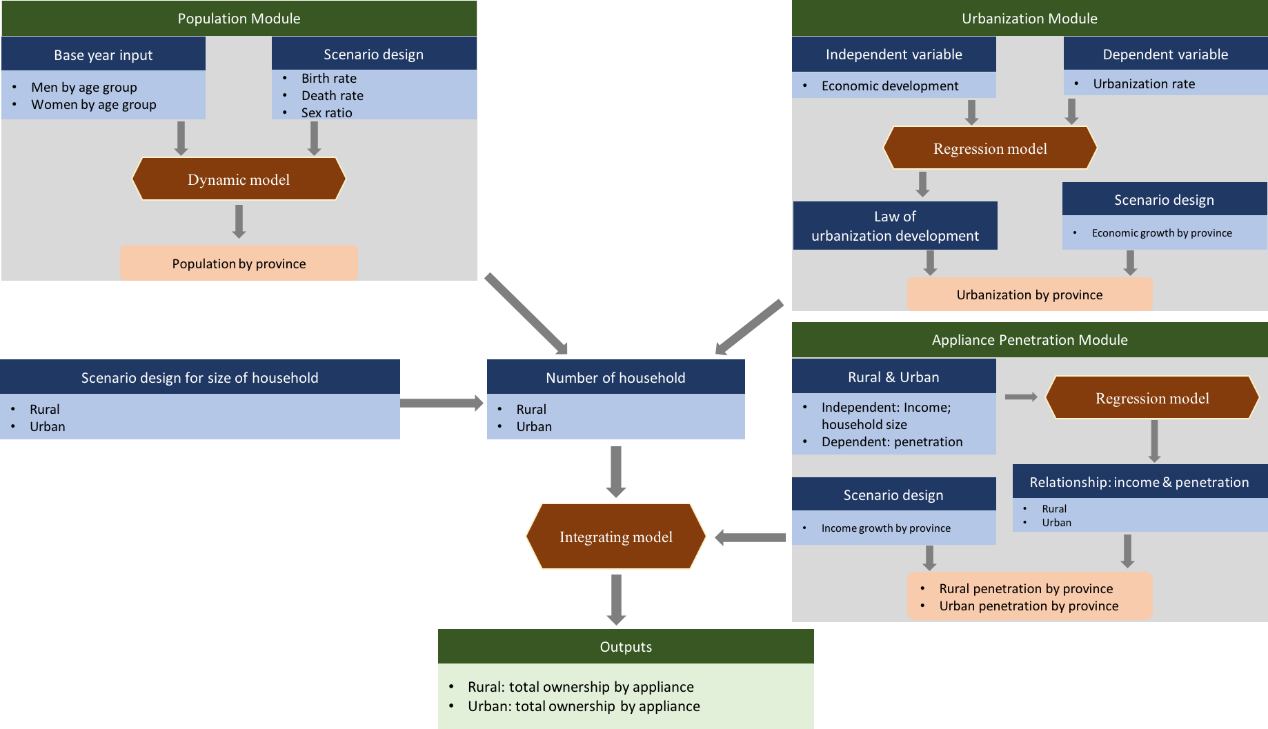 Population Module
Base year input
• Men by age group
• Women by age group
Scenario design
• Birth rate
• Death rate
• Sex ratio
Dynamic model
Population by province
Urbanization Module
Independent variable
• Economic development
Dependent variable
• Urbanization rate
Regression model
Law of
urbanization development
Scenario design
• Economic growth by province
Urbanization by province
Scenario design for size of household
• Rural
• Urban
Number of household
• Rural
• Urban
Appliance Penetration Module
Rural & Urban
• Independent: Income;
household size
• Dependent: penetration
Regression model
Relationship: income & penetration
• Rural
• Urban
Scenario design
• Income growth by province
• Rural penetration by province
• Urban penetration by province
Integrating model
Outputs
• Rural: total ownership by appliance
• Urban: total ownership by appliance